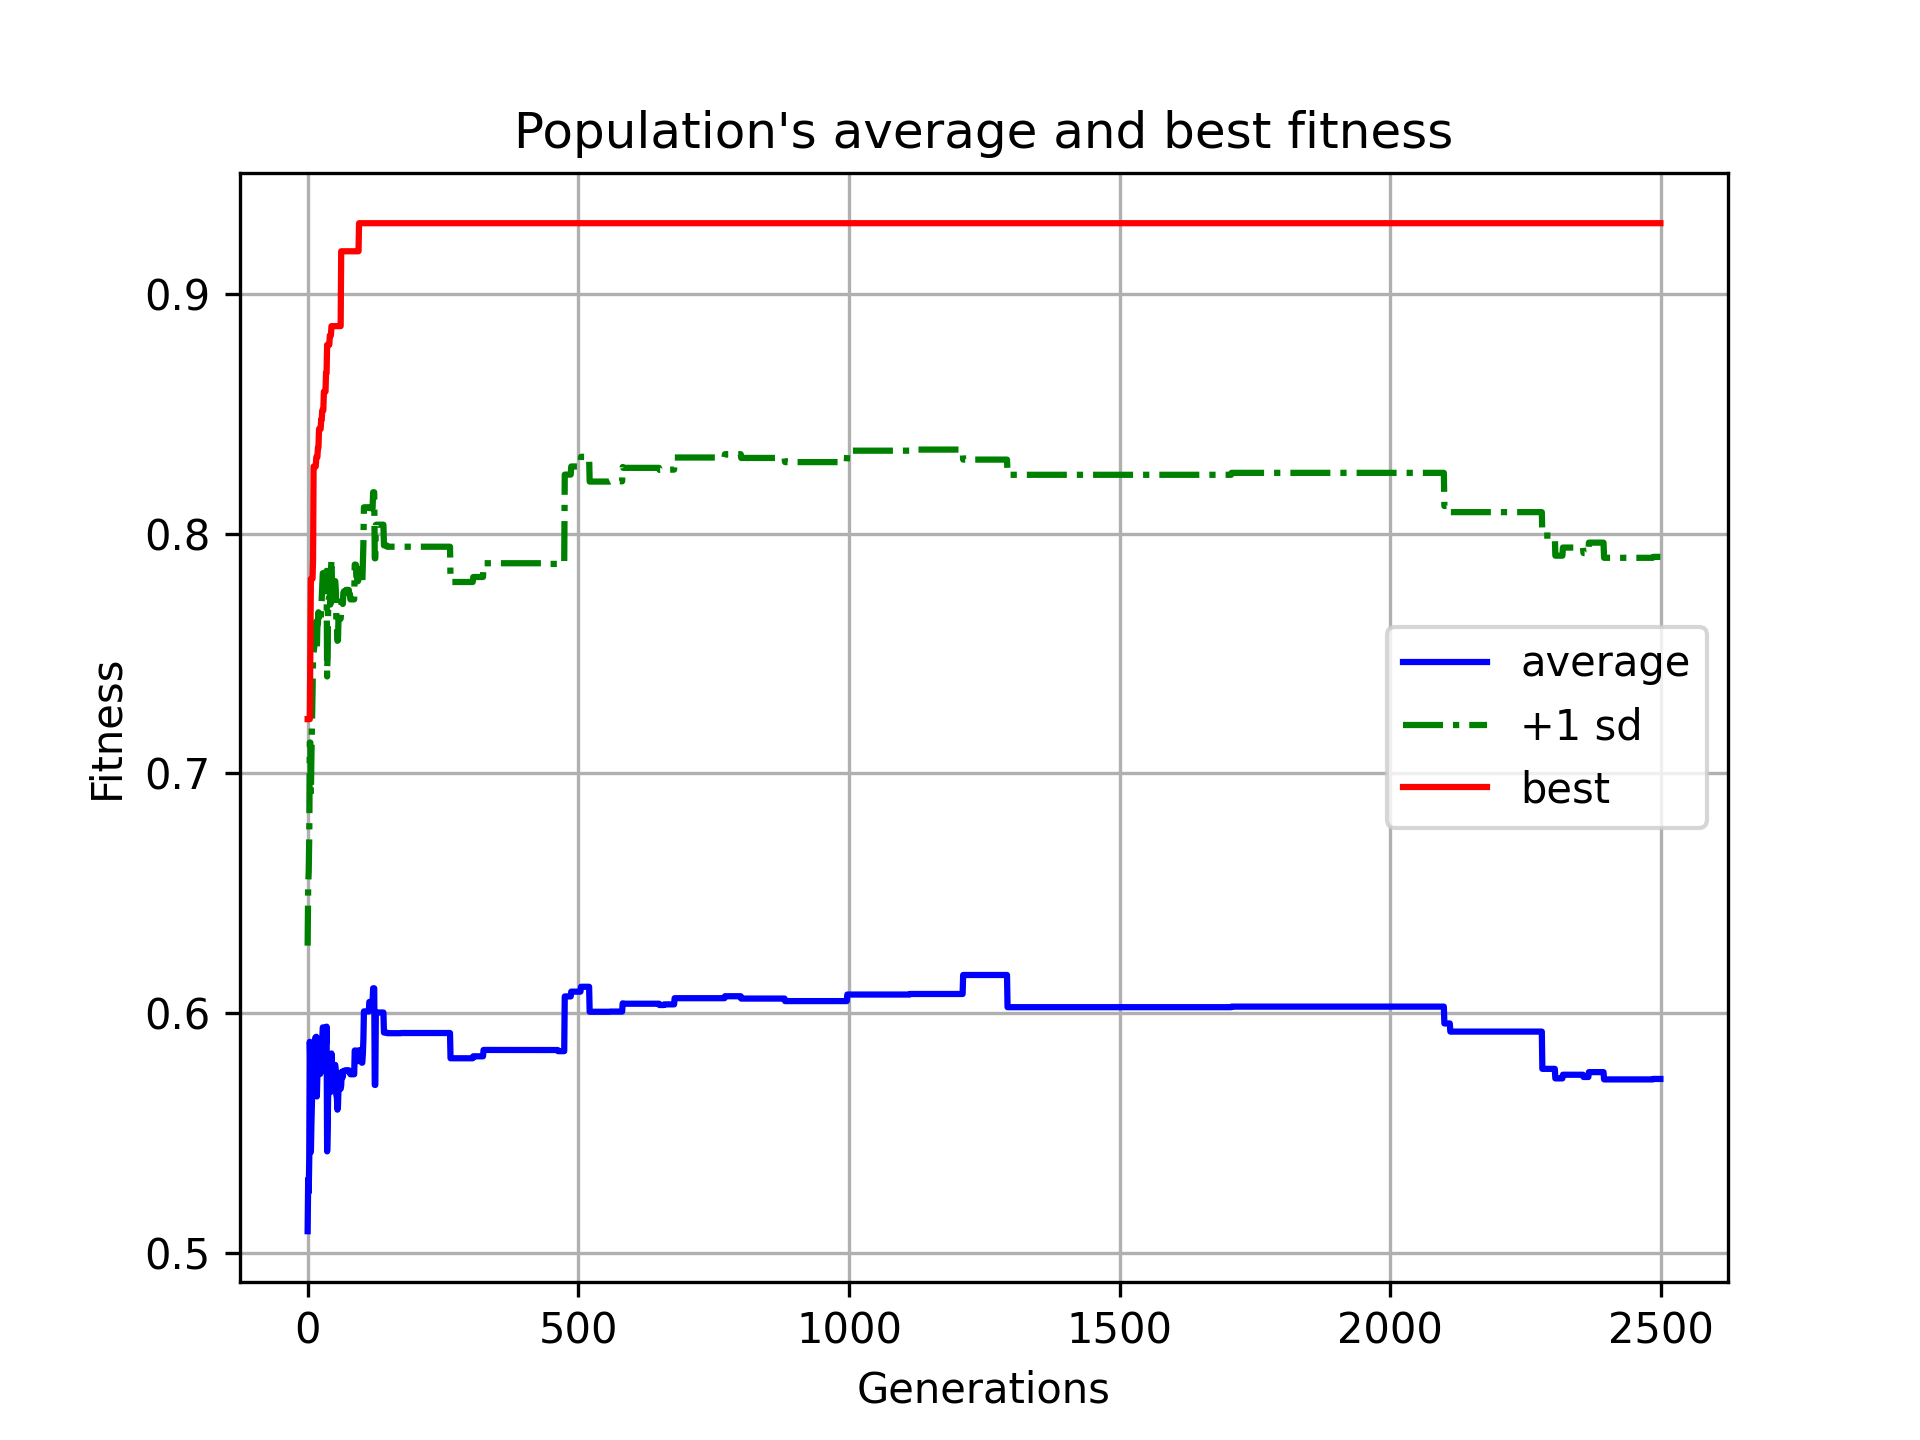 Population's average and best fitness
0.9
0.8
0.7
0.6
0.5
Fitness
average
+1 sd
best
0 500 1000 1500 2000 2500
Generations